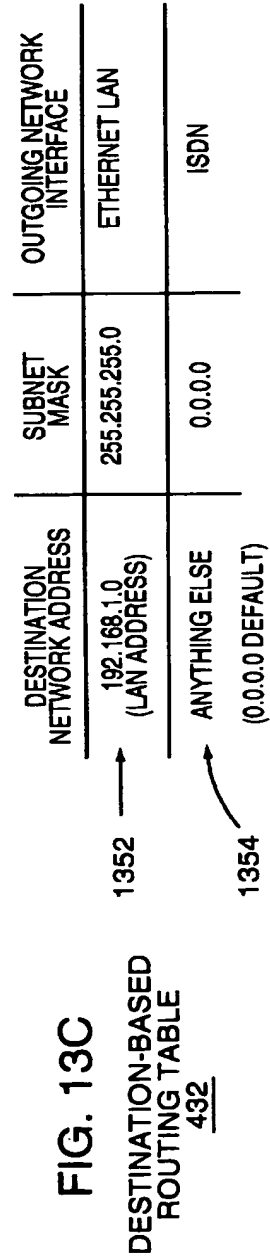 FIG. 13C
DESTINATION-BASED
ROUTING TABLE
432
DESTINATION
NETWORK ADDRESS
SUBNET
MASK
OUTGOING NETWORK
INTERFACE
1352
192.168.1.0
(LAN ADDRESS)
255.255.255.0
ETHERNET LAN
1354
ANYTHING ELSE
(0.0.0.0 DEFAULT)
0.0.0.0
ISDN